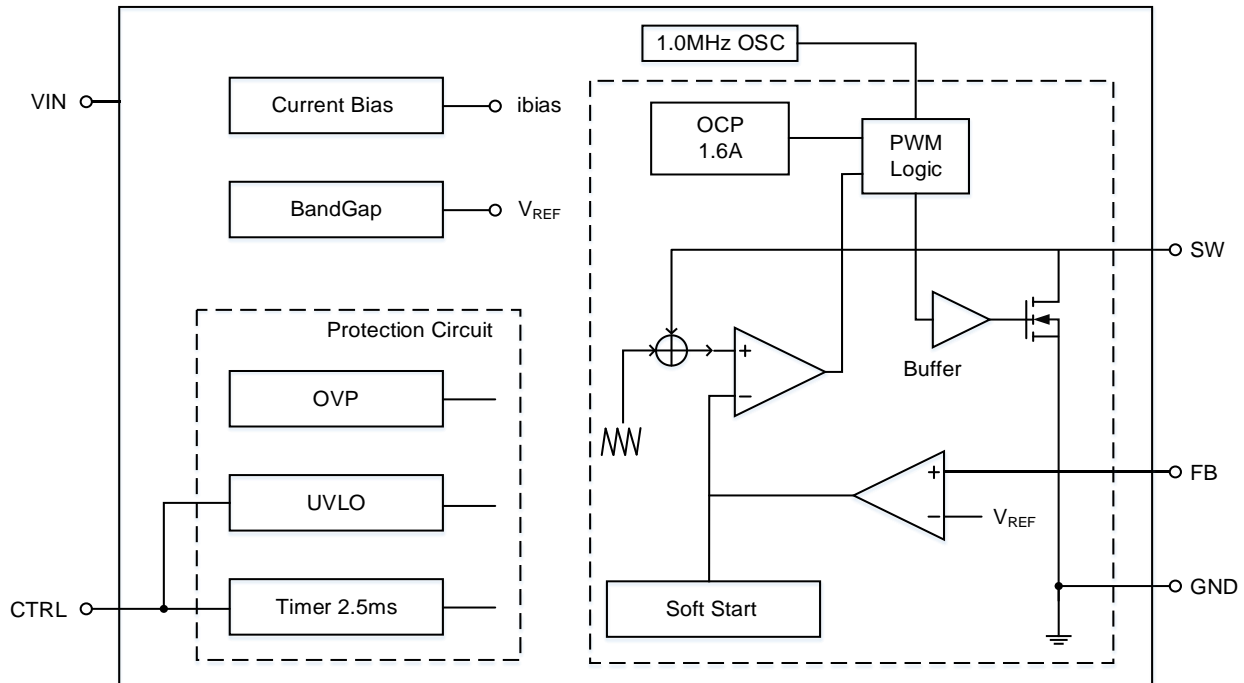 1.0MHz OSC
VIN
Current Bias
ibias
OCP
1.6A
PWM
Logic
BandGap
VREF
SW
Protection Circuit
+
−
Buffer
OVP
UVLO
+
−
VREF
FB
CTRL
Timer 2.5ms
Soft Start
GND